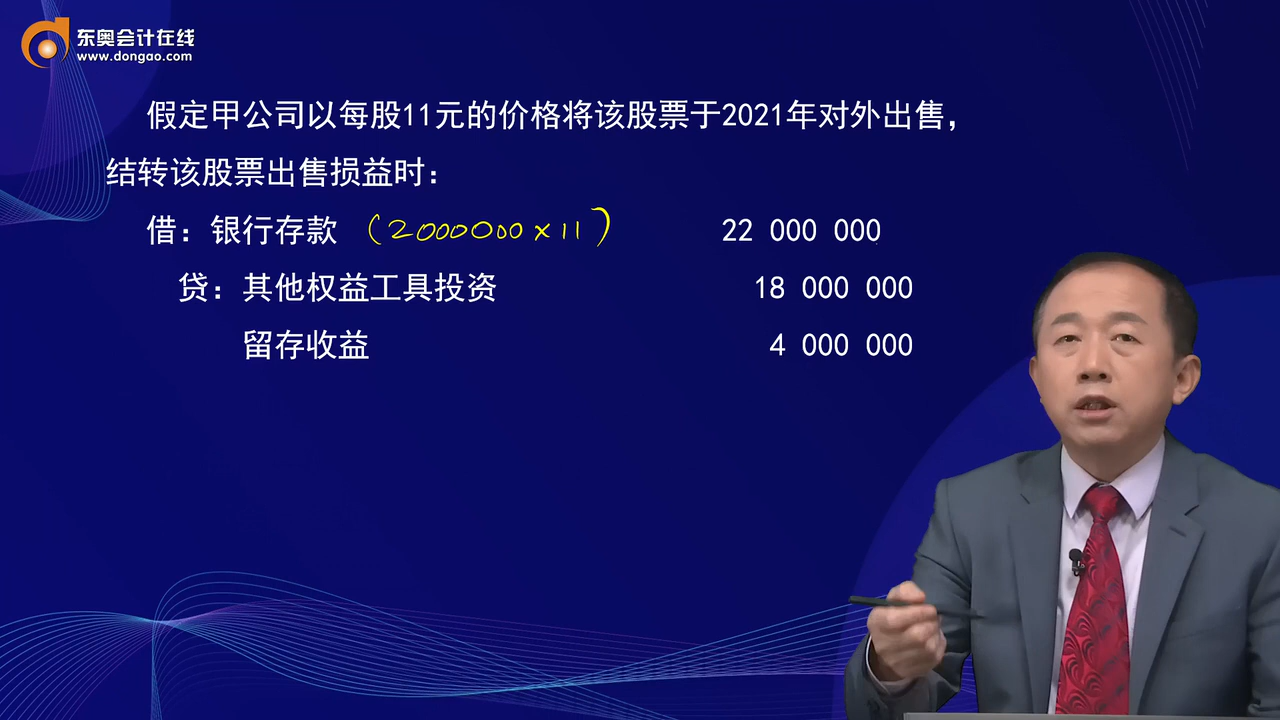 东奥会计在线
www.dongao.com
假定甲公司以每股11元的价格将该股票于2021年对外出售，
结转该股票出售损益时：
借：银行存款 (2000000×11) 22 000 000
贷：其他权益工具投资 18 000 000
留存收益 4 000 000